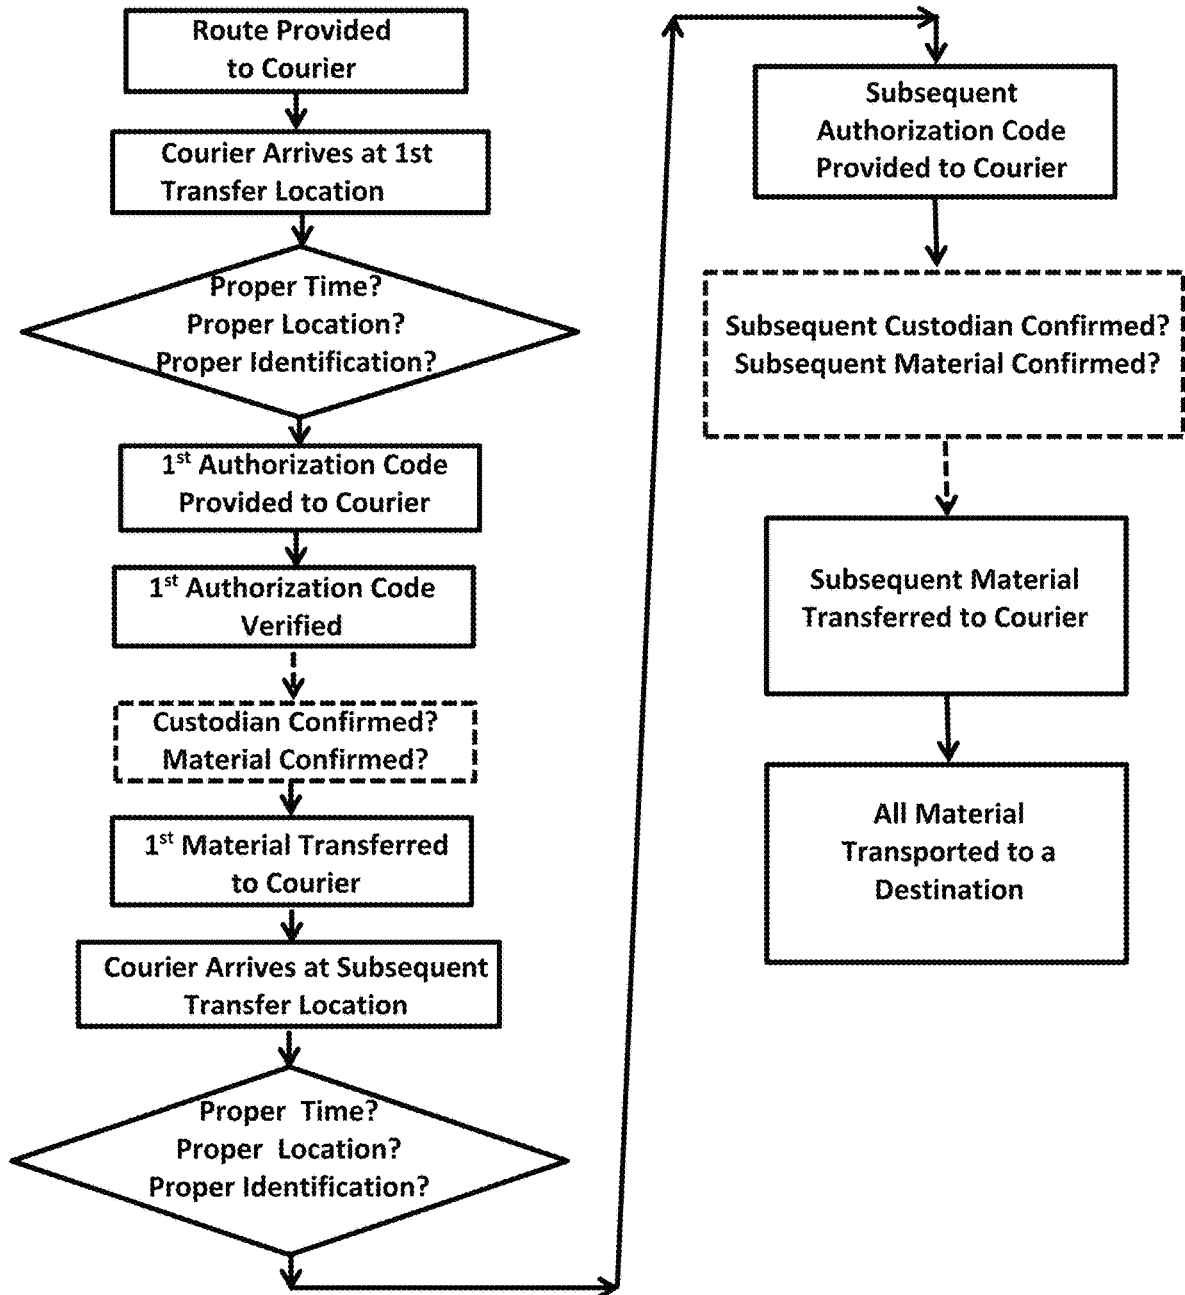 Route Provided
to Courier
Courier Arrives at 1st
Transfer Location
Proper Time?
Proper Location?
Proper Identification?
1st Authorization Code
Provided to Courier
1st Authorization Code
Verified
Custodian Confirmed?
Material Confirmed?
1st Material Transferred
to Courier
Courier Arrives at Subsequent
Transfer Location
Proper Time?
Proper Location?
Proper Identification?
Subsequent
Authorization Code
Provided to Courier
Subsequent Custodian Confirmed?
Subsequent Material Confirmed?
Subsequent Material
Transferred to Courier
All Material
Transported to a
Destination